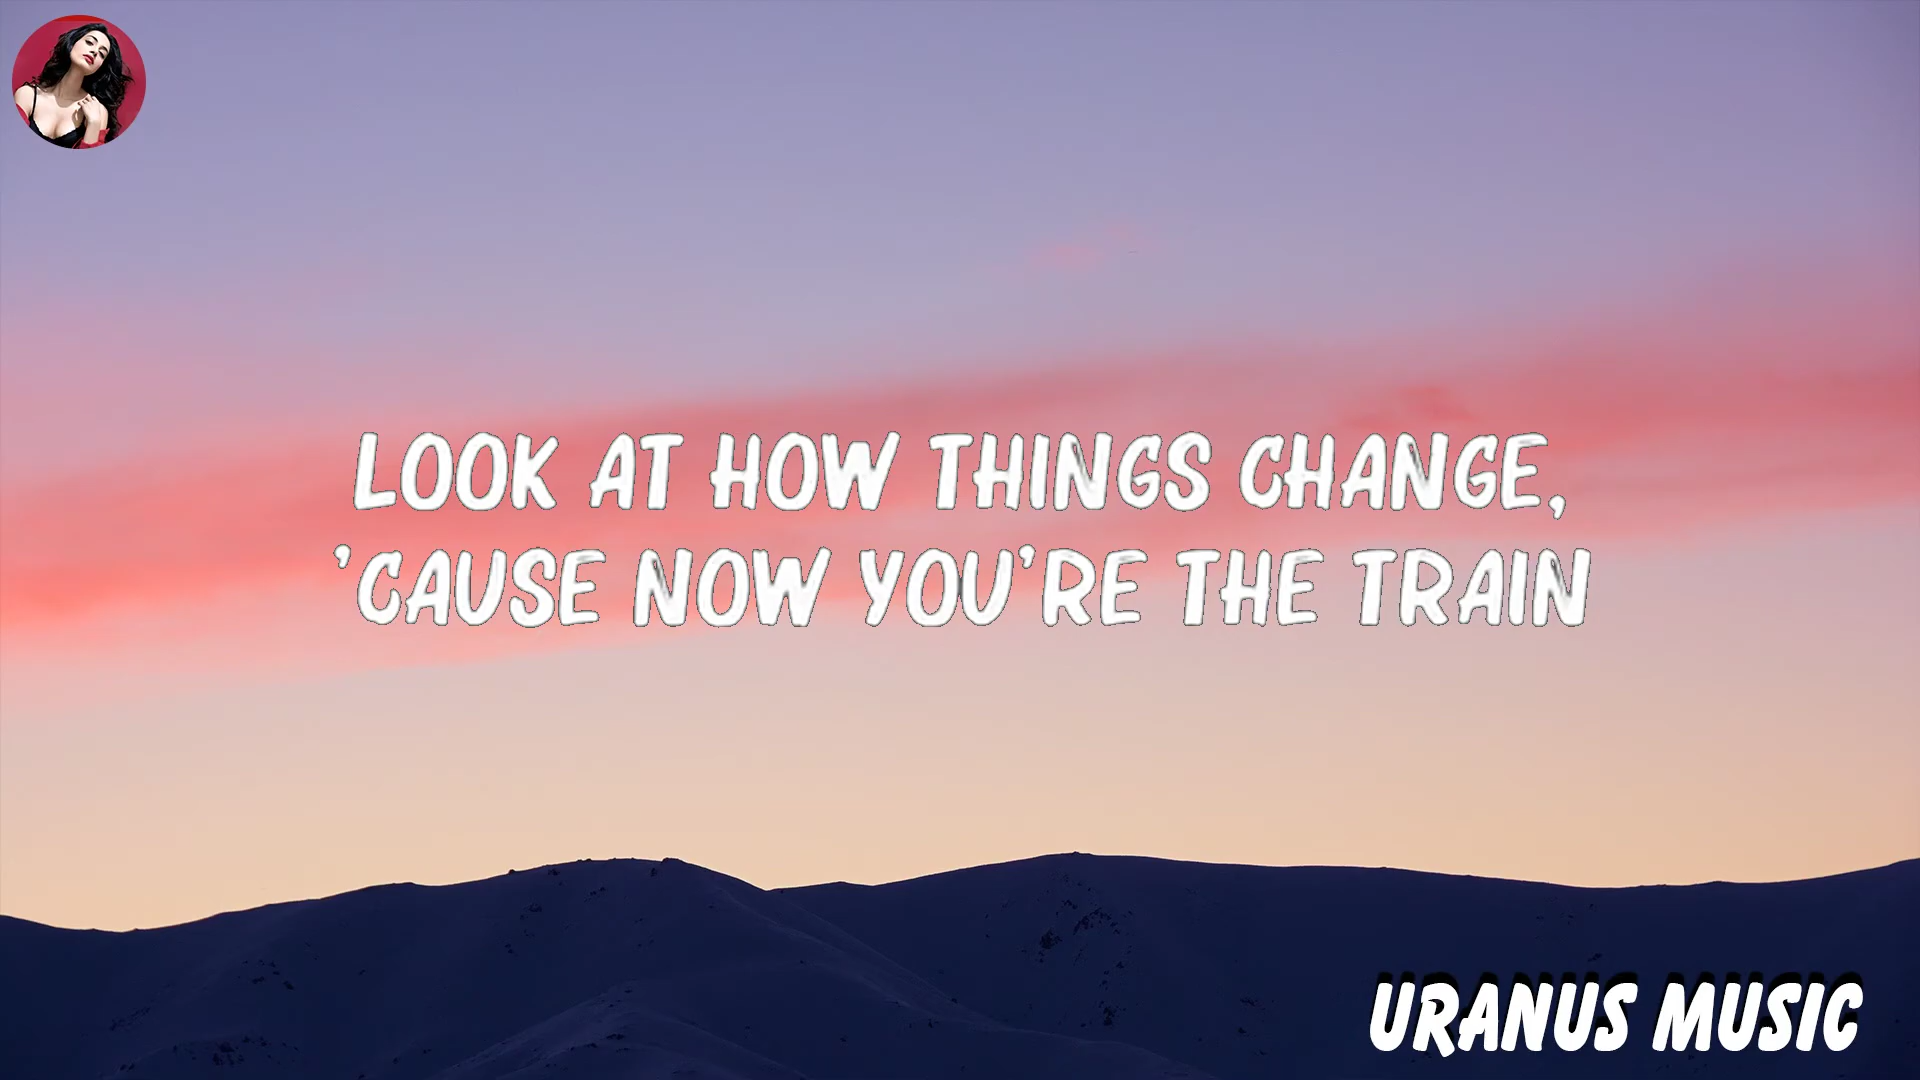 LOOK AT HOW THINGS CHANGE,
'CAUSE NOW YOU'RE THE TRAIN
URANUS MUSIC